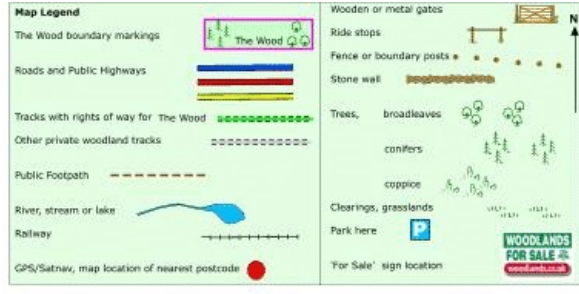 Map Legend
The Wood boundary markings
The Wood
Roads and Public Highways
Tracks with rights of way for The Wood
Other private woodland tracks
Public Footpath
River, stream or lake
Railway
GPS/Satnav, map location of nearest postcode
Wooden or metal gates
N
Ride stops
Fence or boundary posts
Stone wall
Trees, broadleaves
conifers
coppice
Clearings, grasslands
Park here P
WOODLANDS
FOR SALE
woodlands.co.uk
'For Sale' sign location